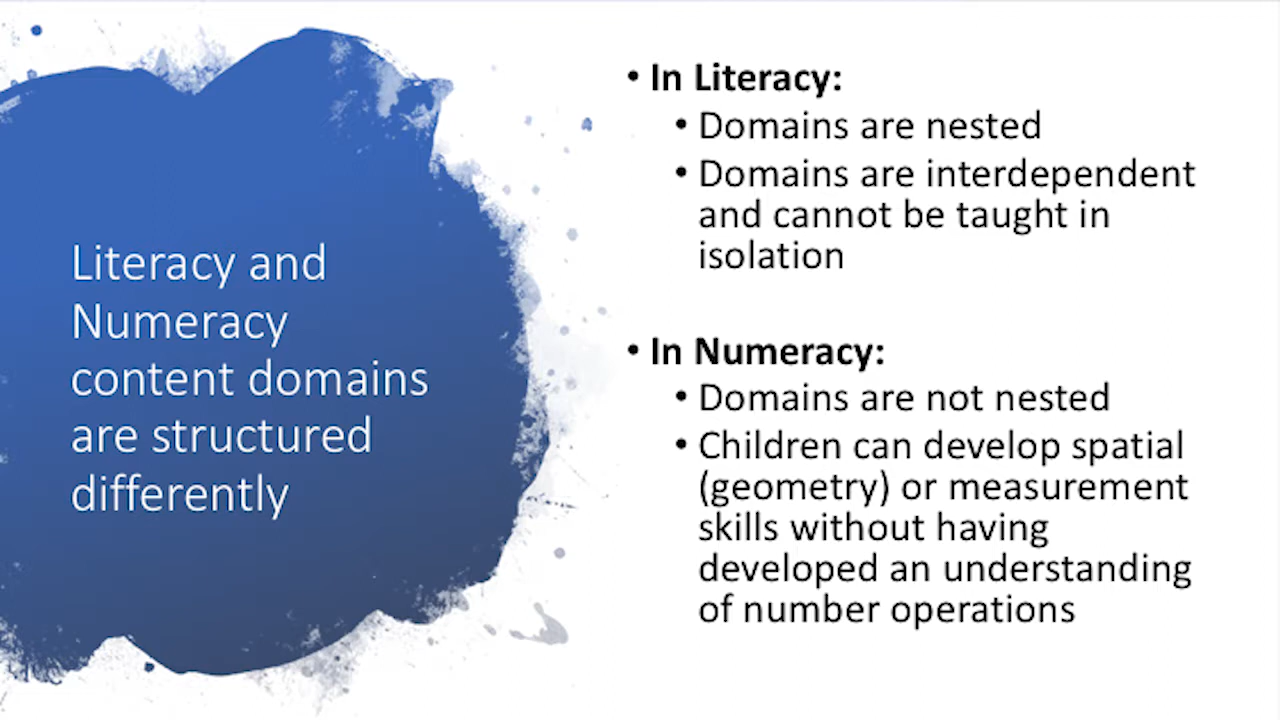 Literacy and
Numeracy
content domains
are structured
differently
• In Literacy:
• Domains are nested
• Domains are interdependent
and cannot be taught in
isolation
• In Numeracy:
• Domains are not nested
• Children can develop spatial
(geometry) or measurement
skills without having
developed an understanding
of number operations